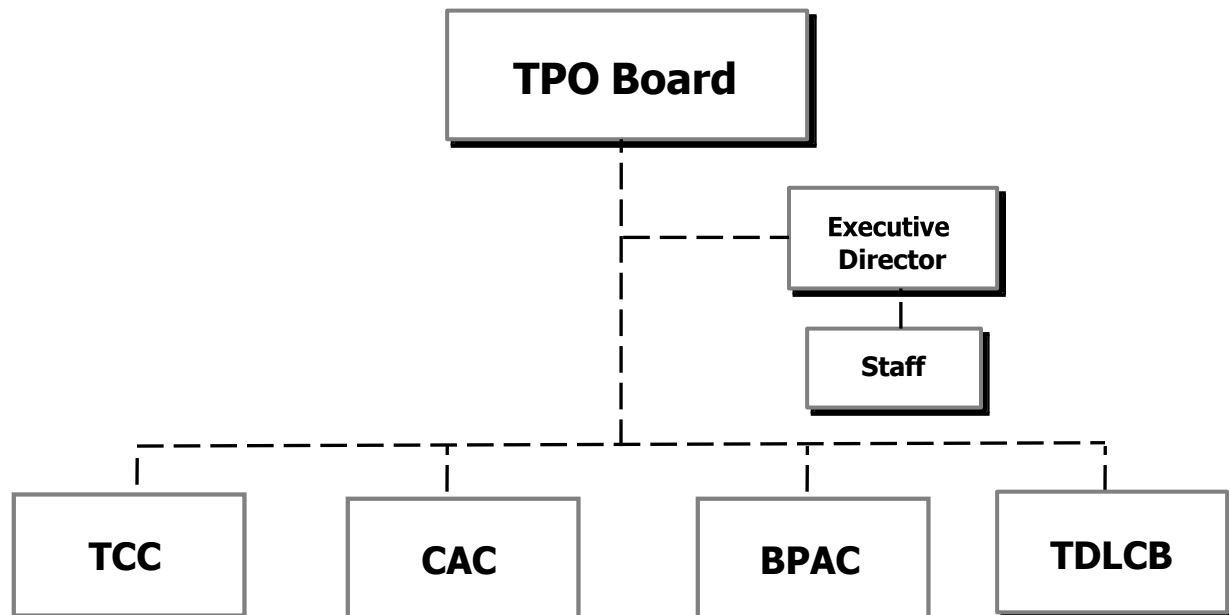 TPO Board
Executive
Director
Staff
TCC
CAC
BPAC
TDLCB